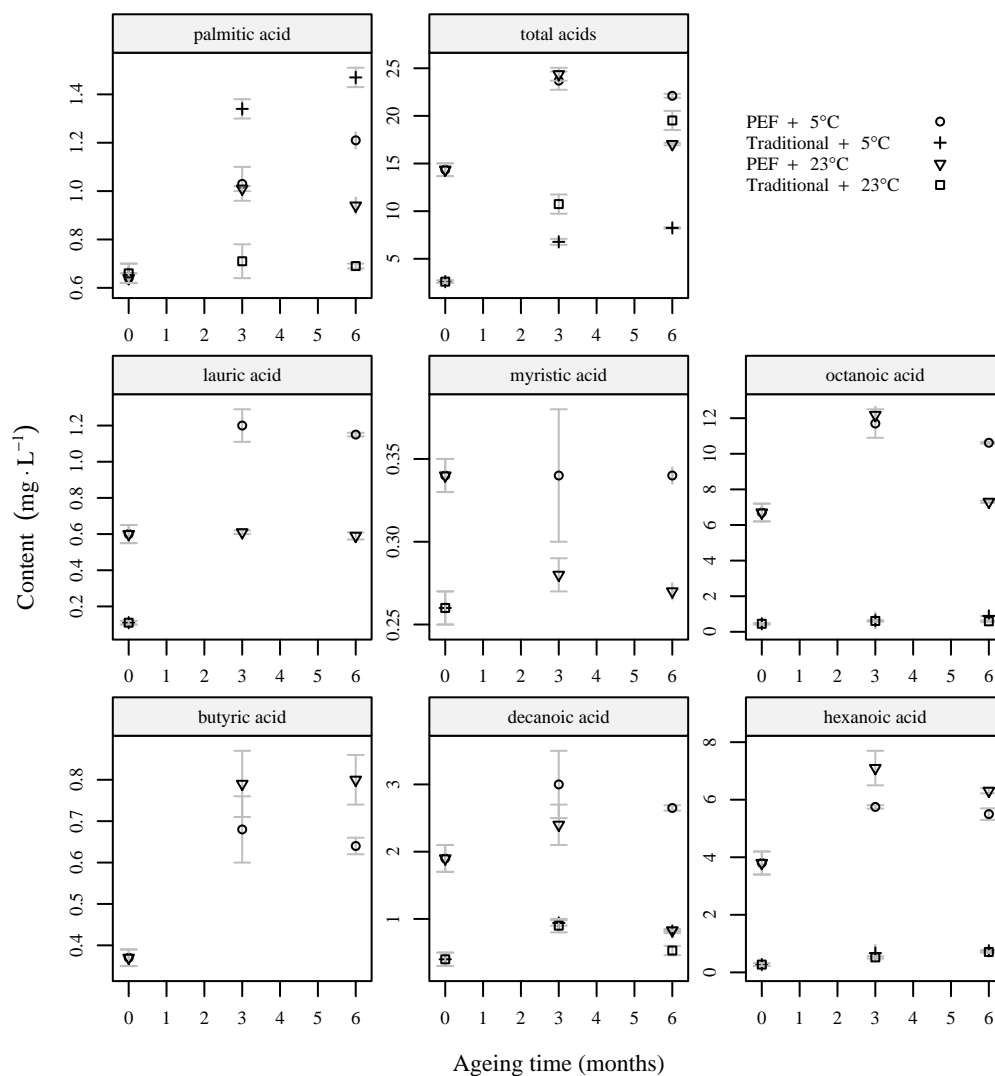 palmitic acid
total acids
0.6 0.8 1.0 1.2 1.4
5 10 15 20 25
PEF + 5°C
Traditional + 5°C
PEF + 23°C
Traditional + 23°C
0 1 2 3 4 5 6
0 1 2 3 4 5 6
lauric acid
myristic acid
octanoic acid
Content (mg · L⁻¹)
0.2 0.4 0.6 0.8 1.0 1.2
0.25 0.30 0.35
0 2 4 6 8 10 12
0 1 2 3 4 5 6
0 1 2 3 4 5 6
0 1 2 3 4 5 6
butyric acid
decanoic acid
hexanoic acid
0.4 0.5 0.6 0.7 0.8
1 2 3
0 2 4 6 8
0 1 2 3 4 5 6
0 1 2 3 4 5 6
0 1 2 3 4 5 6
Ageing time (months)